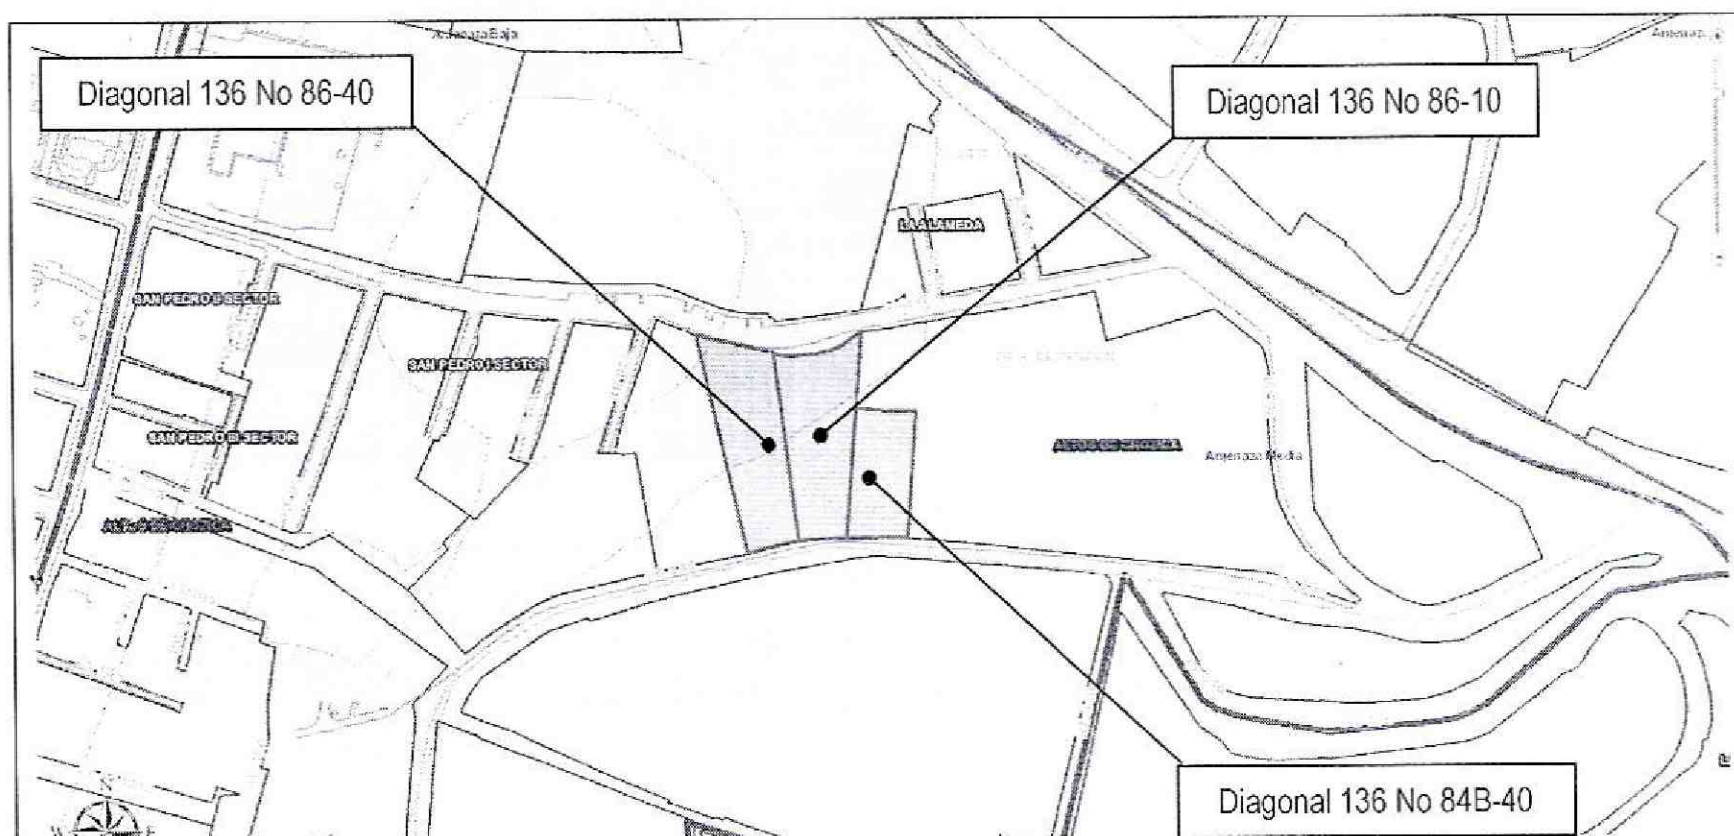 Diagonal 136 No 86-40
Diagonal 136 No 86-10
LA ALAMEDA
SAN PEDRO II SECTOR
SAN PEDRO I SECTOR
SAN PEDRO III SECTOR
Amenaza Media
N
W
E
Diagonal 136 No 84B-40